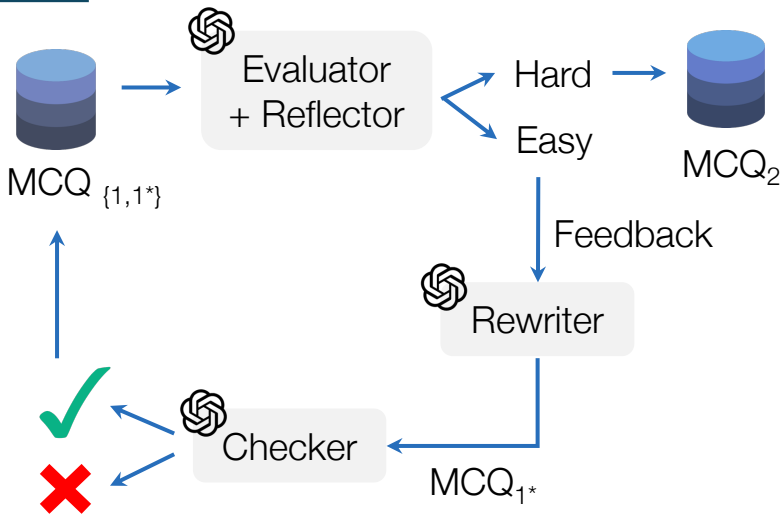 Evaluator
+ Reflector
Hard
Easy
MCQ {1,1*}
MCQ2
Feedback
Rewriter
Checker
MCQ1*